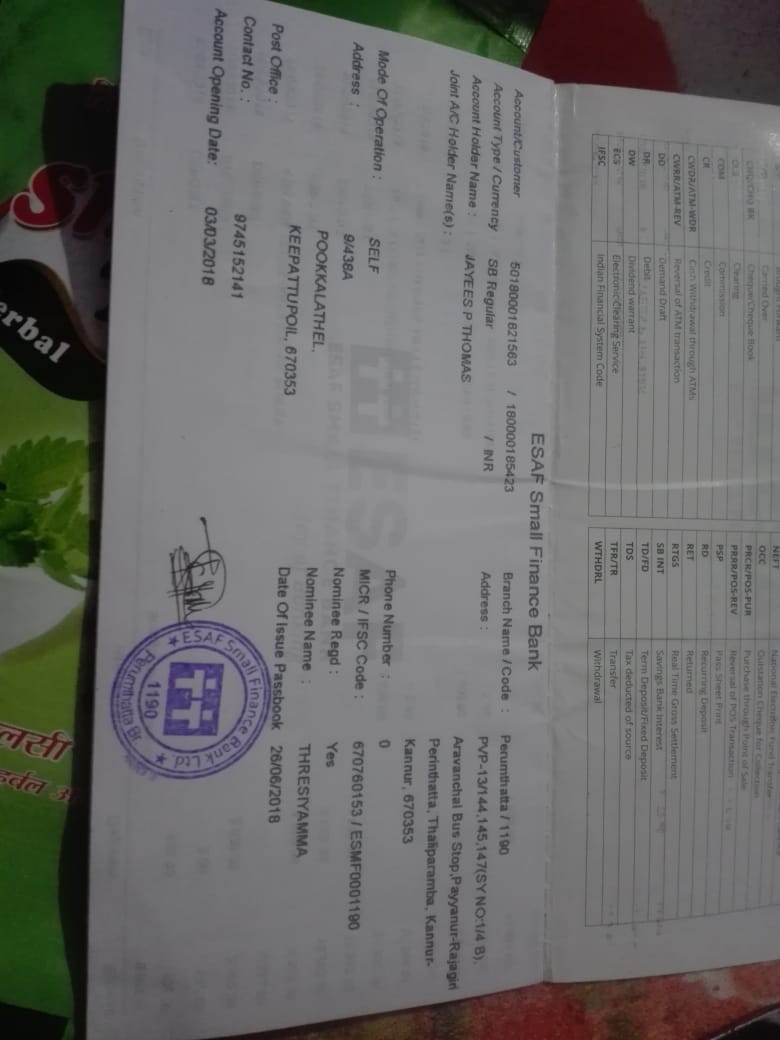 CQ/CHQ BK Cheque/Cheque Book
CLG Clearing
COM Commission
CR Credit
CWDR/ATM-WDR Cash Withdrawal through ATMs
CWRR/ATM-REV Reversal of ATM transaction
DD Demand Draft
DR. Debit
DW Dividend warrant
ECS Electronic Clearing Service
IFSC Indian Financial System Code
NEFT National Electronic Fund Transfer
OCC Outstation Cheque for Collection
PRCR/POS-PUR Purchase through Point of Sale
PRRR/POS-REV Reversal of POS Transaction
PSP Pass Sheet Print
RD Recurring Deposit
RET Returned
RTGS Real Time Gross Settlement
SB INT Savings Bank Interest
TD/FD Term Deposit/Fixed Deposit
TDS Tax deducted of source
TFR/TR Transfer
WTHDRL Withdrawal
ESAF Small Finance Bank
Account/Customer 50180001821563 / 180000185423
Account Type / Currency SB Regular / INR
Account Holder Name : JAYEES P THOMAS
Joint A/C Holder Name(s) :
Mode Of Operation : SELF
Address : 9/438A
POOKKALATHEL,
KEEPATTUPOIL, 670353
Post Office :
Contact No. : 9745152141
Account Opening Date: 03/03/2018
Branch Name / Code : Perumthatta / 1190
Address : PVP-13/144,145,147(SY NO:1/4 B),
Aravanchal Bus Stop,Payyanur-Rajagiri
Perinthatta, Thaliparamba, Kannur-
Kannur, 670353
Phone Number : 0
MICR / IFSC Code : 670760153 / ESMF0001190
Nominee Regd : Yes
Nominee Name : THRESIYAMMA
Date Of Issue Passbook 26/06/2018
ESAF Small Finance Bank Ltd.
1190
Perumthatta Br.
ESAF
erbal
लसी